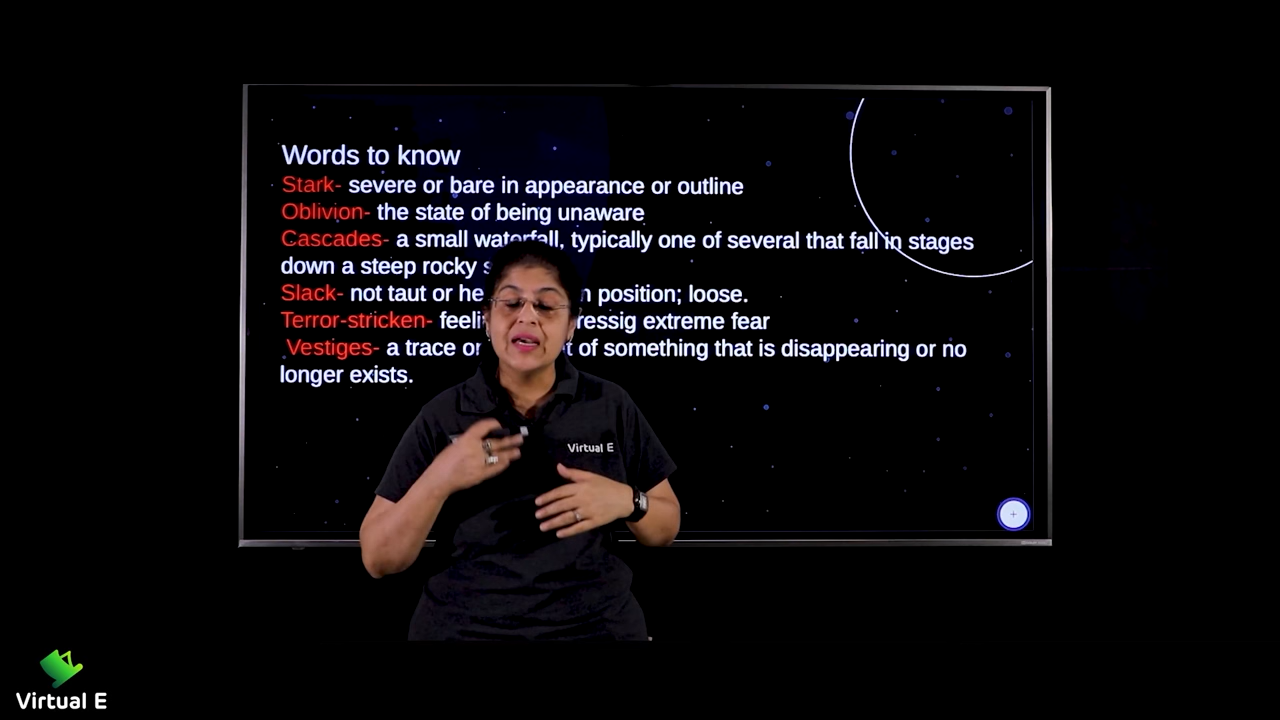 Words to know
Stark- severe or bare in appearance or outline
Oblivion- the state of being unaware
Cascades- a small waterfall, typically one of several that fall in stages
down a steep rocky
Slack- not taut or position; loose.
Terror-stricken- extreme fear
Vestiges- a trace or of something that is disappearing or no
longer exists.
Virtual E
Virtual E